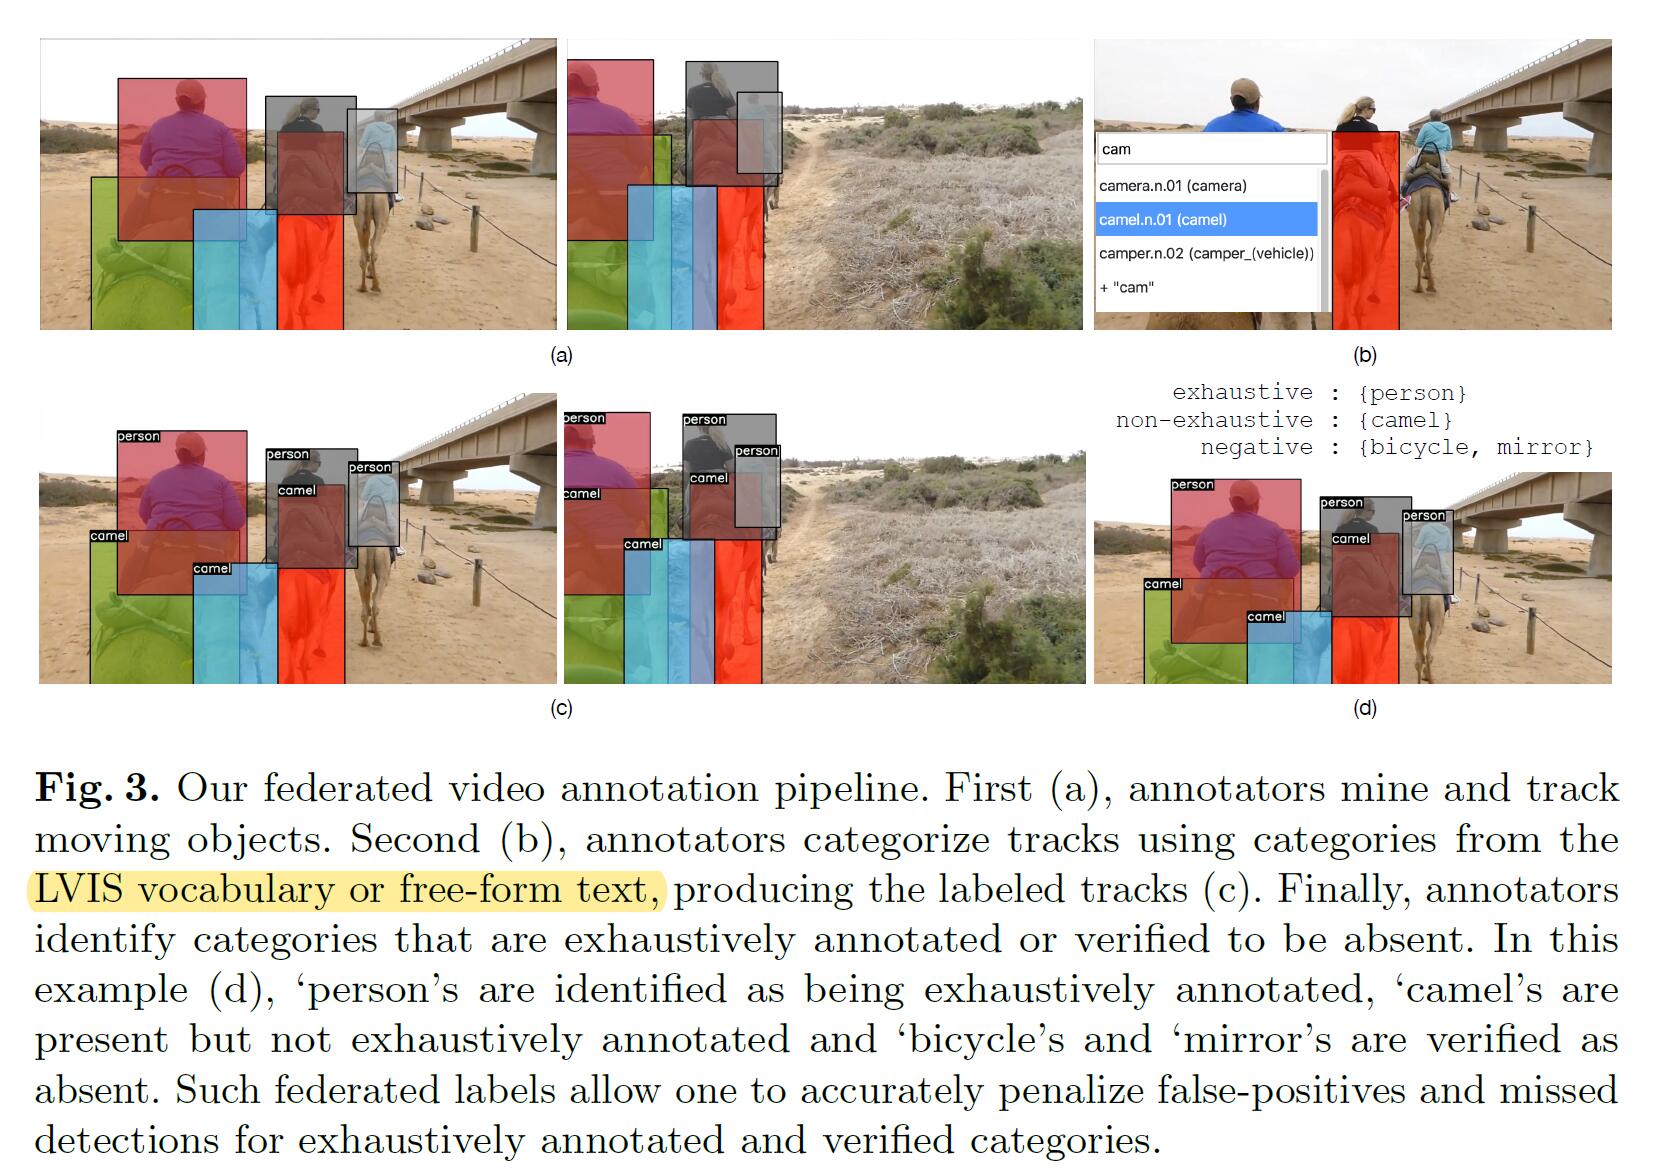 cam
camera.n.01 (camera)
camel.n.01 (camel)
camper.n.02 (camper_(vehicle))
+ "cam"
(a)
(b)
exhaustive : {person}
non-exhaustive : {camel}
negative : {bicycle, mirror}
person
person
person
camel
camel
camel
person
person
person
camel
camel
camel
person
person
person
camel
camel
camel
(c)
(d)
Fig. 3. Our federated video annotation pipeline. First (a), annotators mine and track
moving objects. Second (b), annotators categorize tracks using categories from the
LVIS vocabulary or free-form text, producing the labeled tracks (c). Finally, annotators
identify categories that are exhaustively annotated or verified to be absent. In this
example (d), ‘person’s are identified as being exhaustively annotated, ‘camel’s are
present but not exhaustively annotated and ‘bicycle’s and ‘mirror’s are verified as
absent. Such federated labels allow one to accurately penalize false-positives and missed
detections for exhaustively annotated and verified categories.